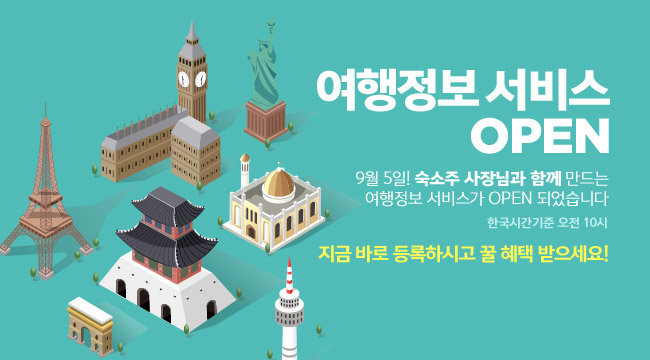 여행정보 서비스
OPEN
9월 5일! 숙소주 사장님과 함께 만드는
여행정보 서비스가 OPEN 되었습니다
한국시간기준 오전 10시
지금 바로 등록하시고 꿀 혜택 받으세요!